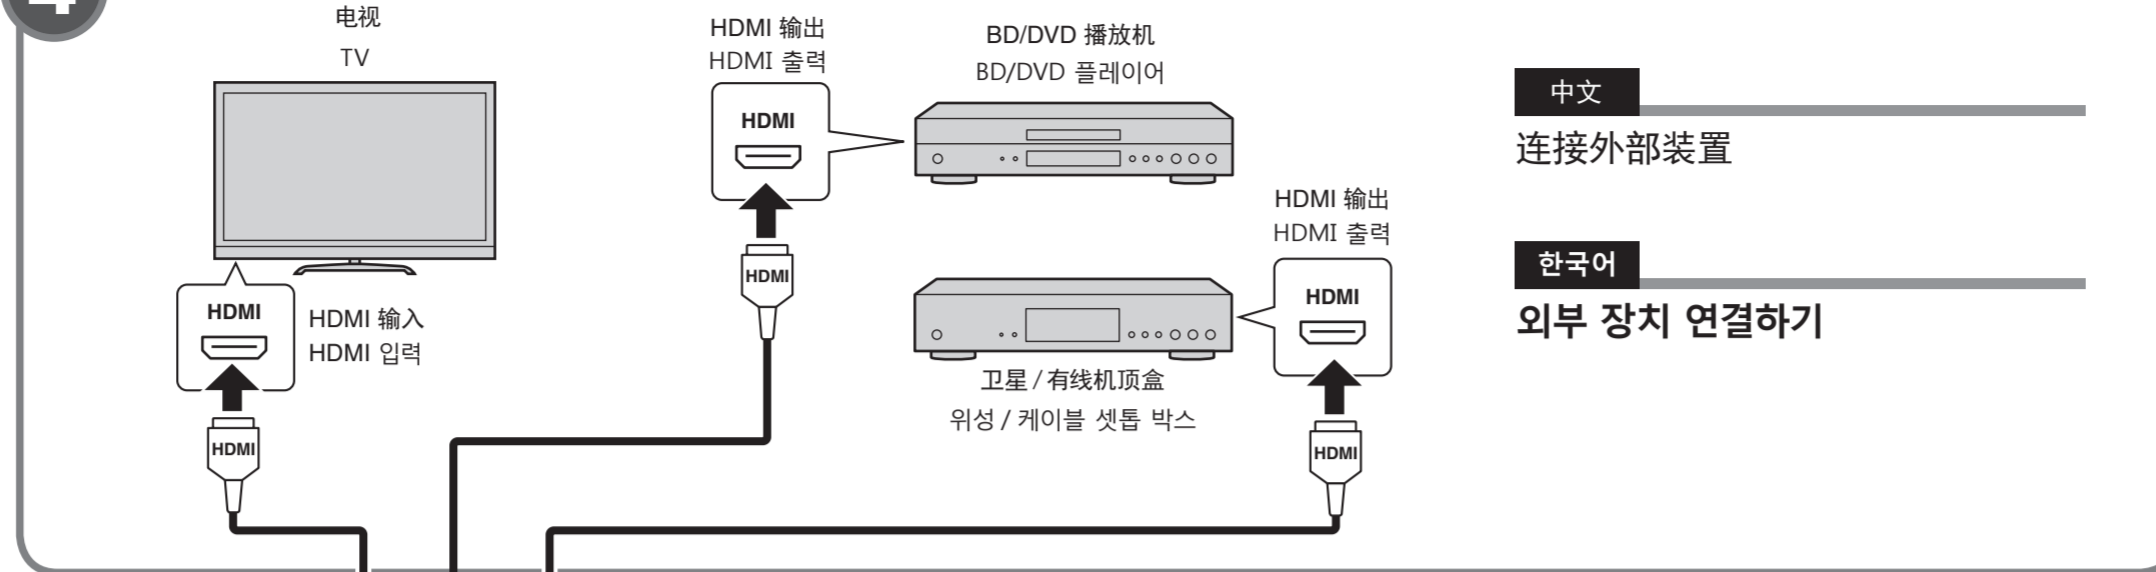 4
电视
TV
HDMI 输出
HDMI 출력
HDMI
BD/DVD 播放机
BD/DVD 플레이어
中文
连接外部装置
HDMI 输出
HDMI 출력
HDMI
한국어
외부 장치 연결하기
HDMI
HDMI
HDMI 输入
HDMI 입력
卫星 / 有线机顶盒
위성 / 케이블 셋톱 박스
HDMI
HDMI